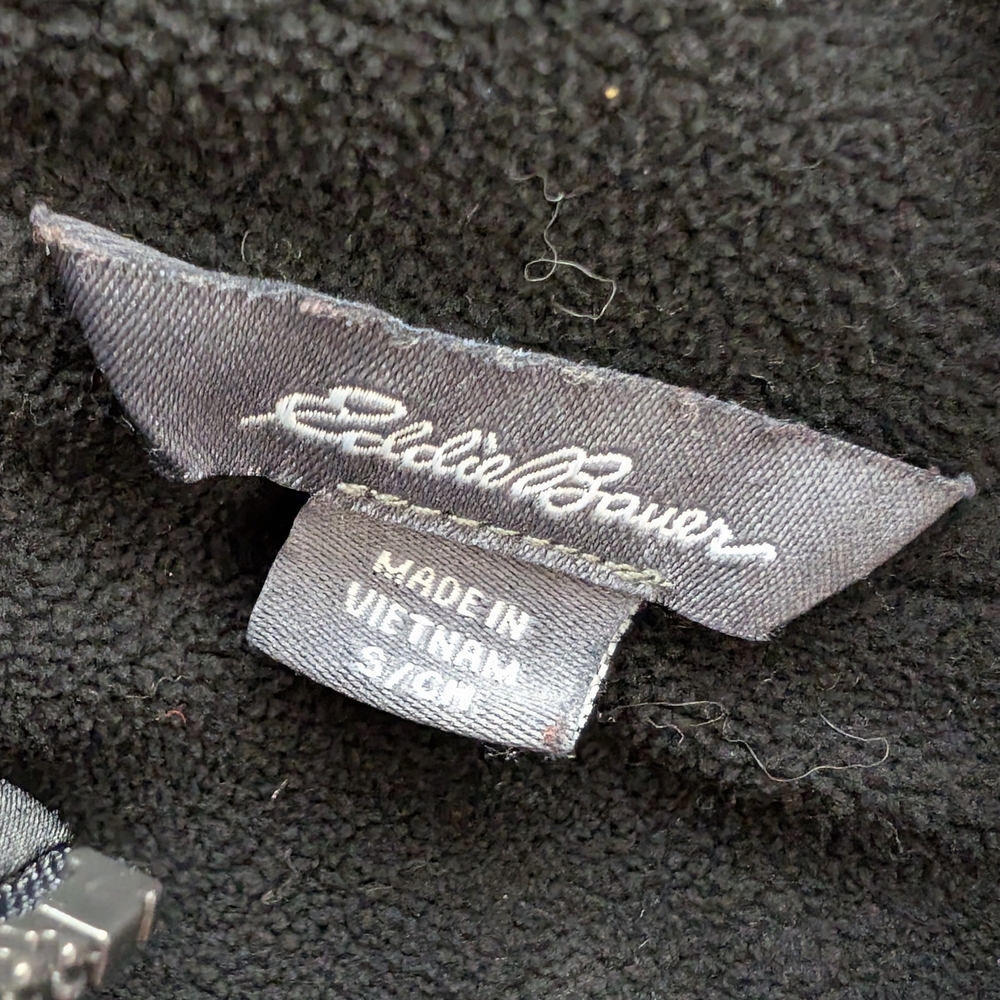 Eddie Bauer
MADE IN
VIETNAM
S/CH